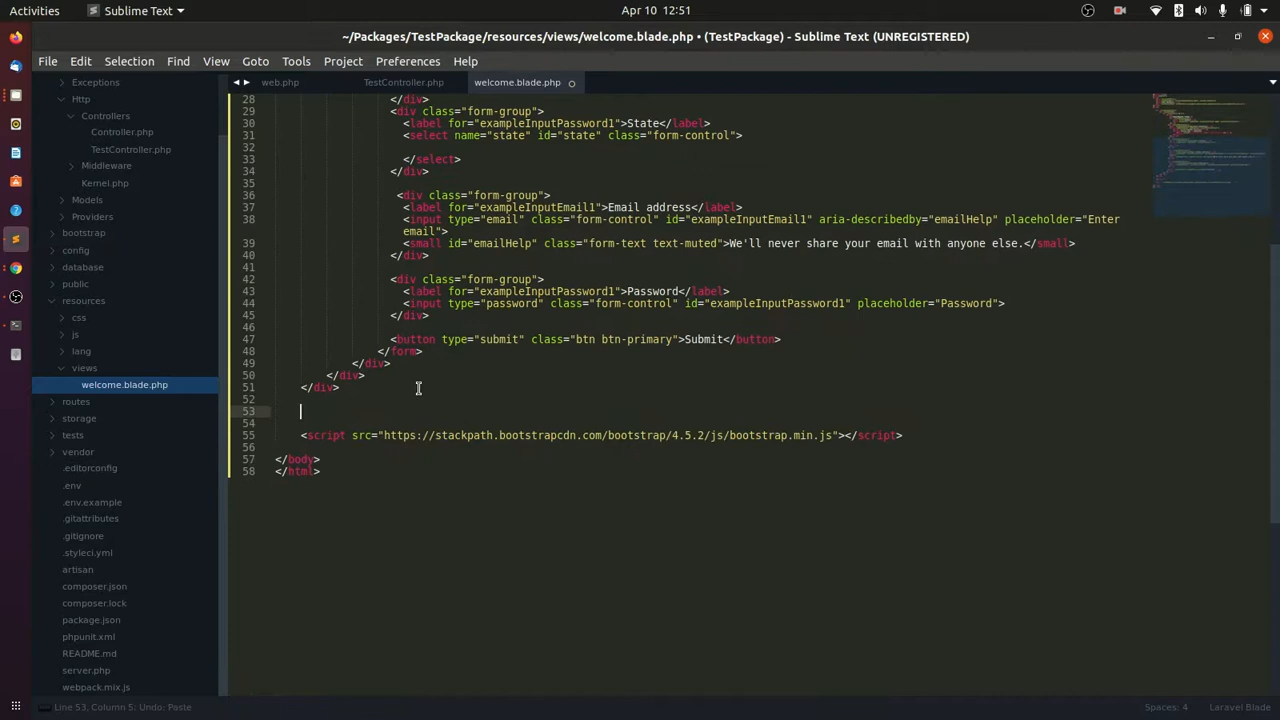 Activities
Sublime Text
Apr 10 12:51
~/Packages/TestPackage/resources/views/welcome.blade.php • (TestPackage) - Sublime Text (UNREGISTERED)
File Edit Selection Find View Goto Tools Project Preferences Help
web.php TestController.php welcome.blade.php
Exceptions
Http
Controllers
Controller.php
TestController.php
Middleware
Kernel.php
Models
Providers
bootstrap
config
database
public
resources
css
js
lang
views
welcome.blade.php
routes
storage
tests
vendor
.editorconfig
.env
.env.example
.gitattributes
.gitignore
.styleci.yml
artisan
composer.json
composer.lock
package.json
phpunit.xml
README.md
server.php
webpack.mix.js
28 </div>
29 <div class="form-group">
30 <label for="exampleInputPassword1">State</label>
31 <select name="state" id="state" class="form-control">
32
33 </select>
34 </div>
35
36 <div class="form-group">
37 <label for="exampleInputEmail1">Email address</label>
38 <input type="email" class="form-control" id="exampleInputEmail1" aria-describedby="emailHelp" placeholder="Enter
email">
39 <small id="emailHelp" class="form-text text-muted">We'll never share your email with anyone else.</small>
40 </div>
41
42 <div class="form-group">
43 <label for="exampleInputPassword1">Password</label>
44 <input type="password" class="form-control" id="exampleInputPassword1" placeholder="Password">
45 </div>
46
47 <button type="submit" class="btn btn-primary">Submit</button>
48 </form>
49 </div>
50 </div>
51 </div>
52
53
54
55 <script src="https://stackpath.bootstrapcdn.com/bootstrap/4.5.2/js/bootstrap.min.js"></script>
56
57 </body>
58 </html>
Line 53, Column 5; Undo: Paste
Spaces: 4
Laravel Blade